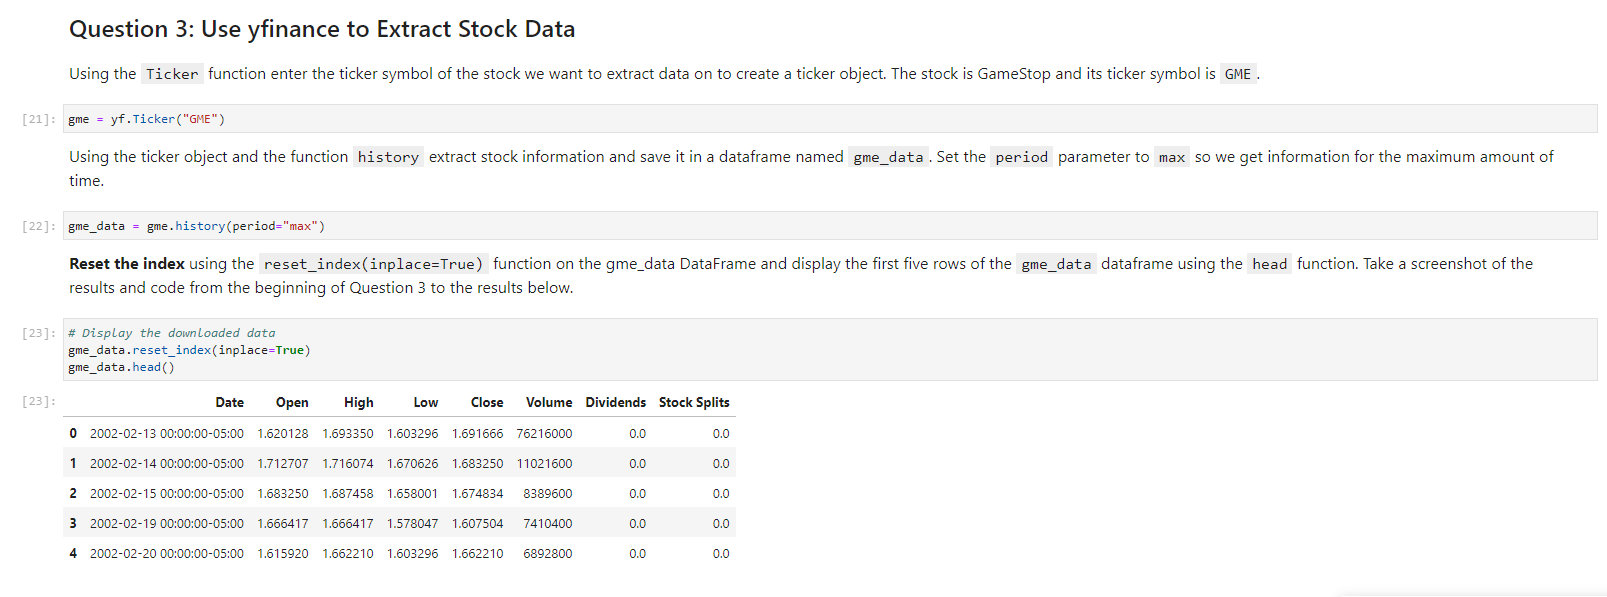 Question 3: Use yfinance to Extract Stock Data
Using the Ticker function enter the ticker symbol of the stock we want to extract data on to create a ticker object. The stock is GameStop and its ticker symbol is GME .
[21]: gme = yf.Ticker("GME")
Using the ticker object and the function history extract stock information and save it in a dataframe named gme_data . Set the period parameter to max so we get information for the maximum amount of
time.
[22]: gme_data = gme.history(period="max")
Reset the index using the reset_index(inplace=True) function on the gme_data DataFrame and display the first five rows of the gme_data dataframe using the head function. Take a screenshot of the
results and code from the beginning of Question 3 to the results below.
[23]: # Display the downloaded data
gme_data.reset_index(inplace=True)
gme_data.head()
[23]: Date Open High Low Close Volume Dividends Stock Splits
0 2002-02-13 00:00:00-05:00 1.620128 1.693350 1.603296 1.691666 76216000 0.0 0.0
1 2002-02-14 00:00:00-05:00 1.712707 1.716074 1.670626 1.683250 11021600 0.0 0.0
2 2002-02-15 00:00:00-05:00 1.683250 1.687458 1.658001 1.674834 8389600 0.0 0.0
3 2002-02-19 00:00:00-05:00 1.666417 1.666417 1.578047 1.607504 7410400 0.0 0.0
4 2002-02-20 00:00:00-05:00 1.615920 1.662210 1.603296 1.662210 6892800 0.0 0.0